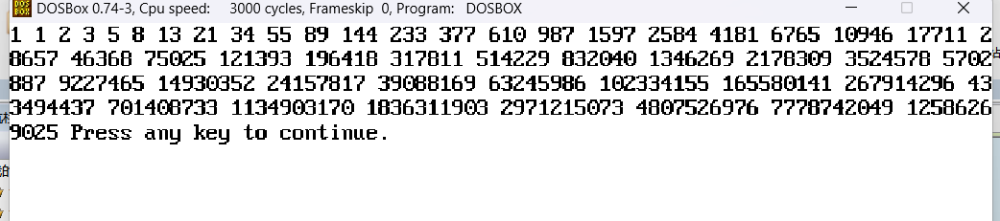 DOSBox 0.74-3, Cpu speed: 3000 cycles, Frameskip 0, Program: DOSBOX
1 1 2 3 5 8 13 21 34 55 89 144 233 377 610 987 1597 2584 4181 6765 10946 17711 2
8657 46368 75025 121393 196418 317811 514229 832040 1346269 2178309 3524578 5702
887 9227465 14930352 24157817 39088169 63245986 102334155 165580141 267914296 43
3494437 701408733 1134903170 1836311903 2971215073 4807526976 7778742049 1258626
9025 Press any key to continue.